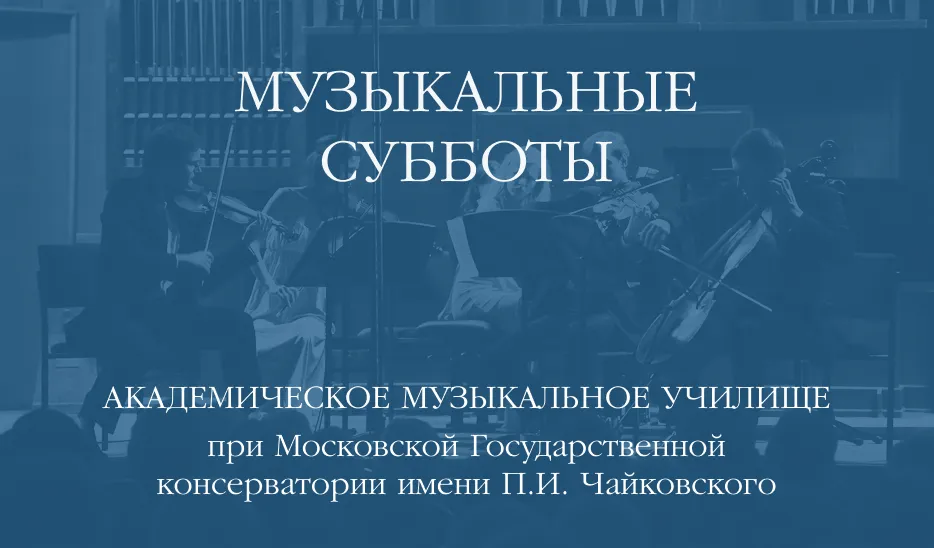 МУЗЫКАЛЬНЫЕ
СУББОТЫ
АКАДЕМИЧЕСКОЕ МУЗЫКАЛЬНОЕ УЧИЛИЩЕ
при Московской Государственной
консерватории имени П.И. Чайковского